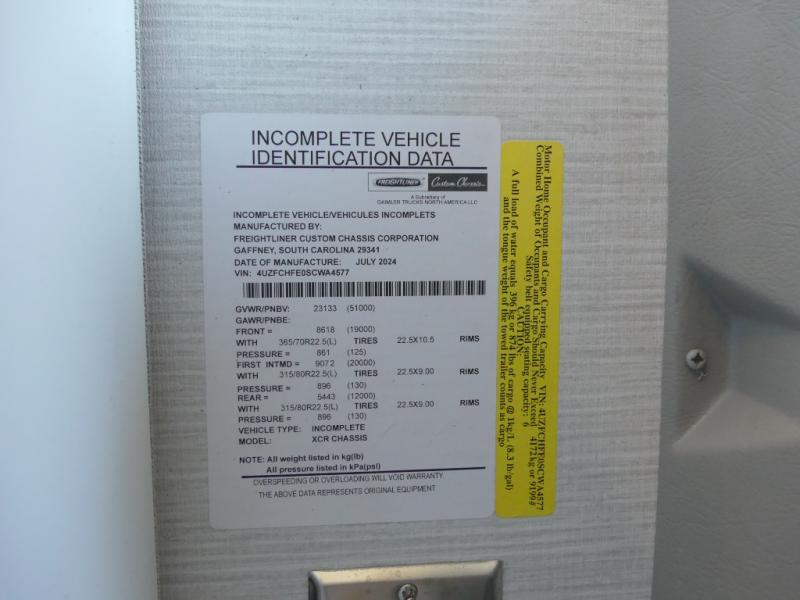 INCOMPLETE VEHICLE
IDENTIFICATION DATA
FREIGHTLINER Custom Chassis
A Subsidiary of
DAIMLER TRUCKS NORTH AMERICA LLC
INCOMPLETE VEHICLE/VEHICULES INCOMPLETS
MANUFACTURED BY:
FREIGHTLINER CUSTOM CHASSIS CORPORATION
GAFFNEY, SOUTH CAROLINA 29341
DATE OF MANUFACTURE: JULY 2024
VIN: 4UZFCHFE0SCWA4577
GVWR/PNBV: 23133 (51000)
GAWR/PNBE:
FRONT = 8618 (19000)
WITH 365/70R22.5(L) TIRES 22.5X10.5 RIMS
PRESSURE = 861 (125)
FIRST INTMD = 9072 (20000)
WITH 315/80R22.5(L) TIRES 22.5X9.00 RIMS
PRESSURE = 896 (130)
REAR = 5443 (12000)
WITH 315/80R22.5(L) TIRES 22.5X9.00 RIMS
PRESSURE = 896 (130)
VEHICLE TYPE: INCOMPLETE
MODEL: XCR CHASSIS
NOTE: All weight listed in kg(lb)
All pressure listed in kPa(psi)
OVERSPEEDING OR OVERLOADING WILL VOID WARRANTY.
THE ABOVE DATA REPRESENTS ORIGINAL EQUIPMENT
Motor Home Occupant and Cargo Carrying Capacity VIN: 4UZFCHFE0SCWA4577
Combined Weight of Occupants and Cargo Should Never Exceed 4172kg or 9199#
Safety belt equipped seating capacity: 6
CAUTION:
A full load of water equals 396 kg or 874 lbs of cargo @ 1kg/L (8.3 lb/gal)
and the tongue weight of the towed trailer counts as cargo